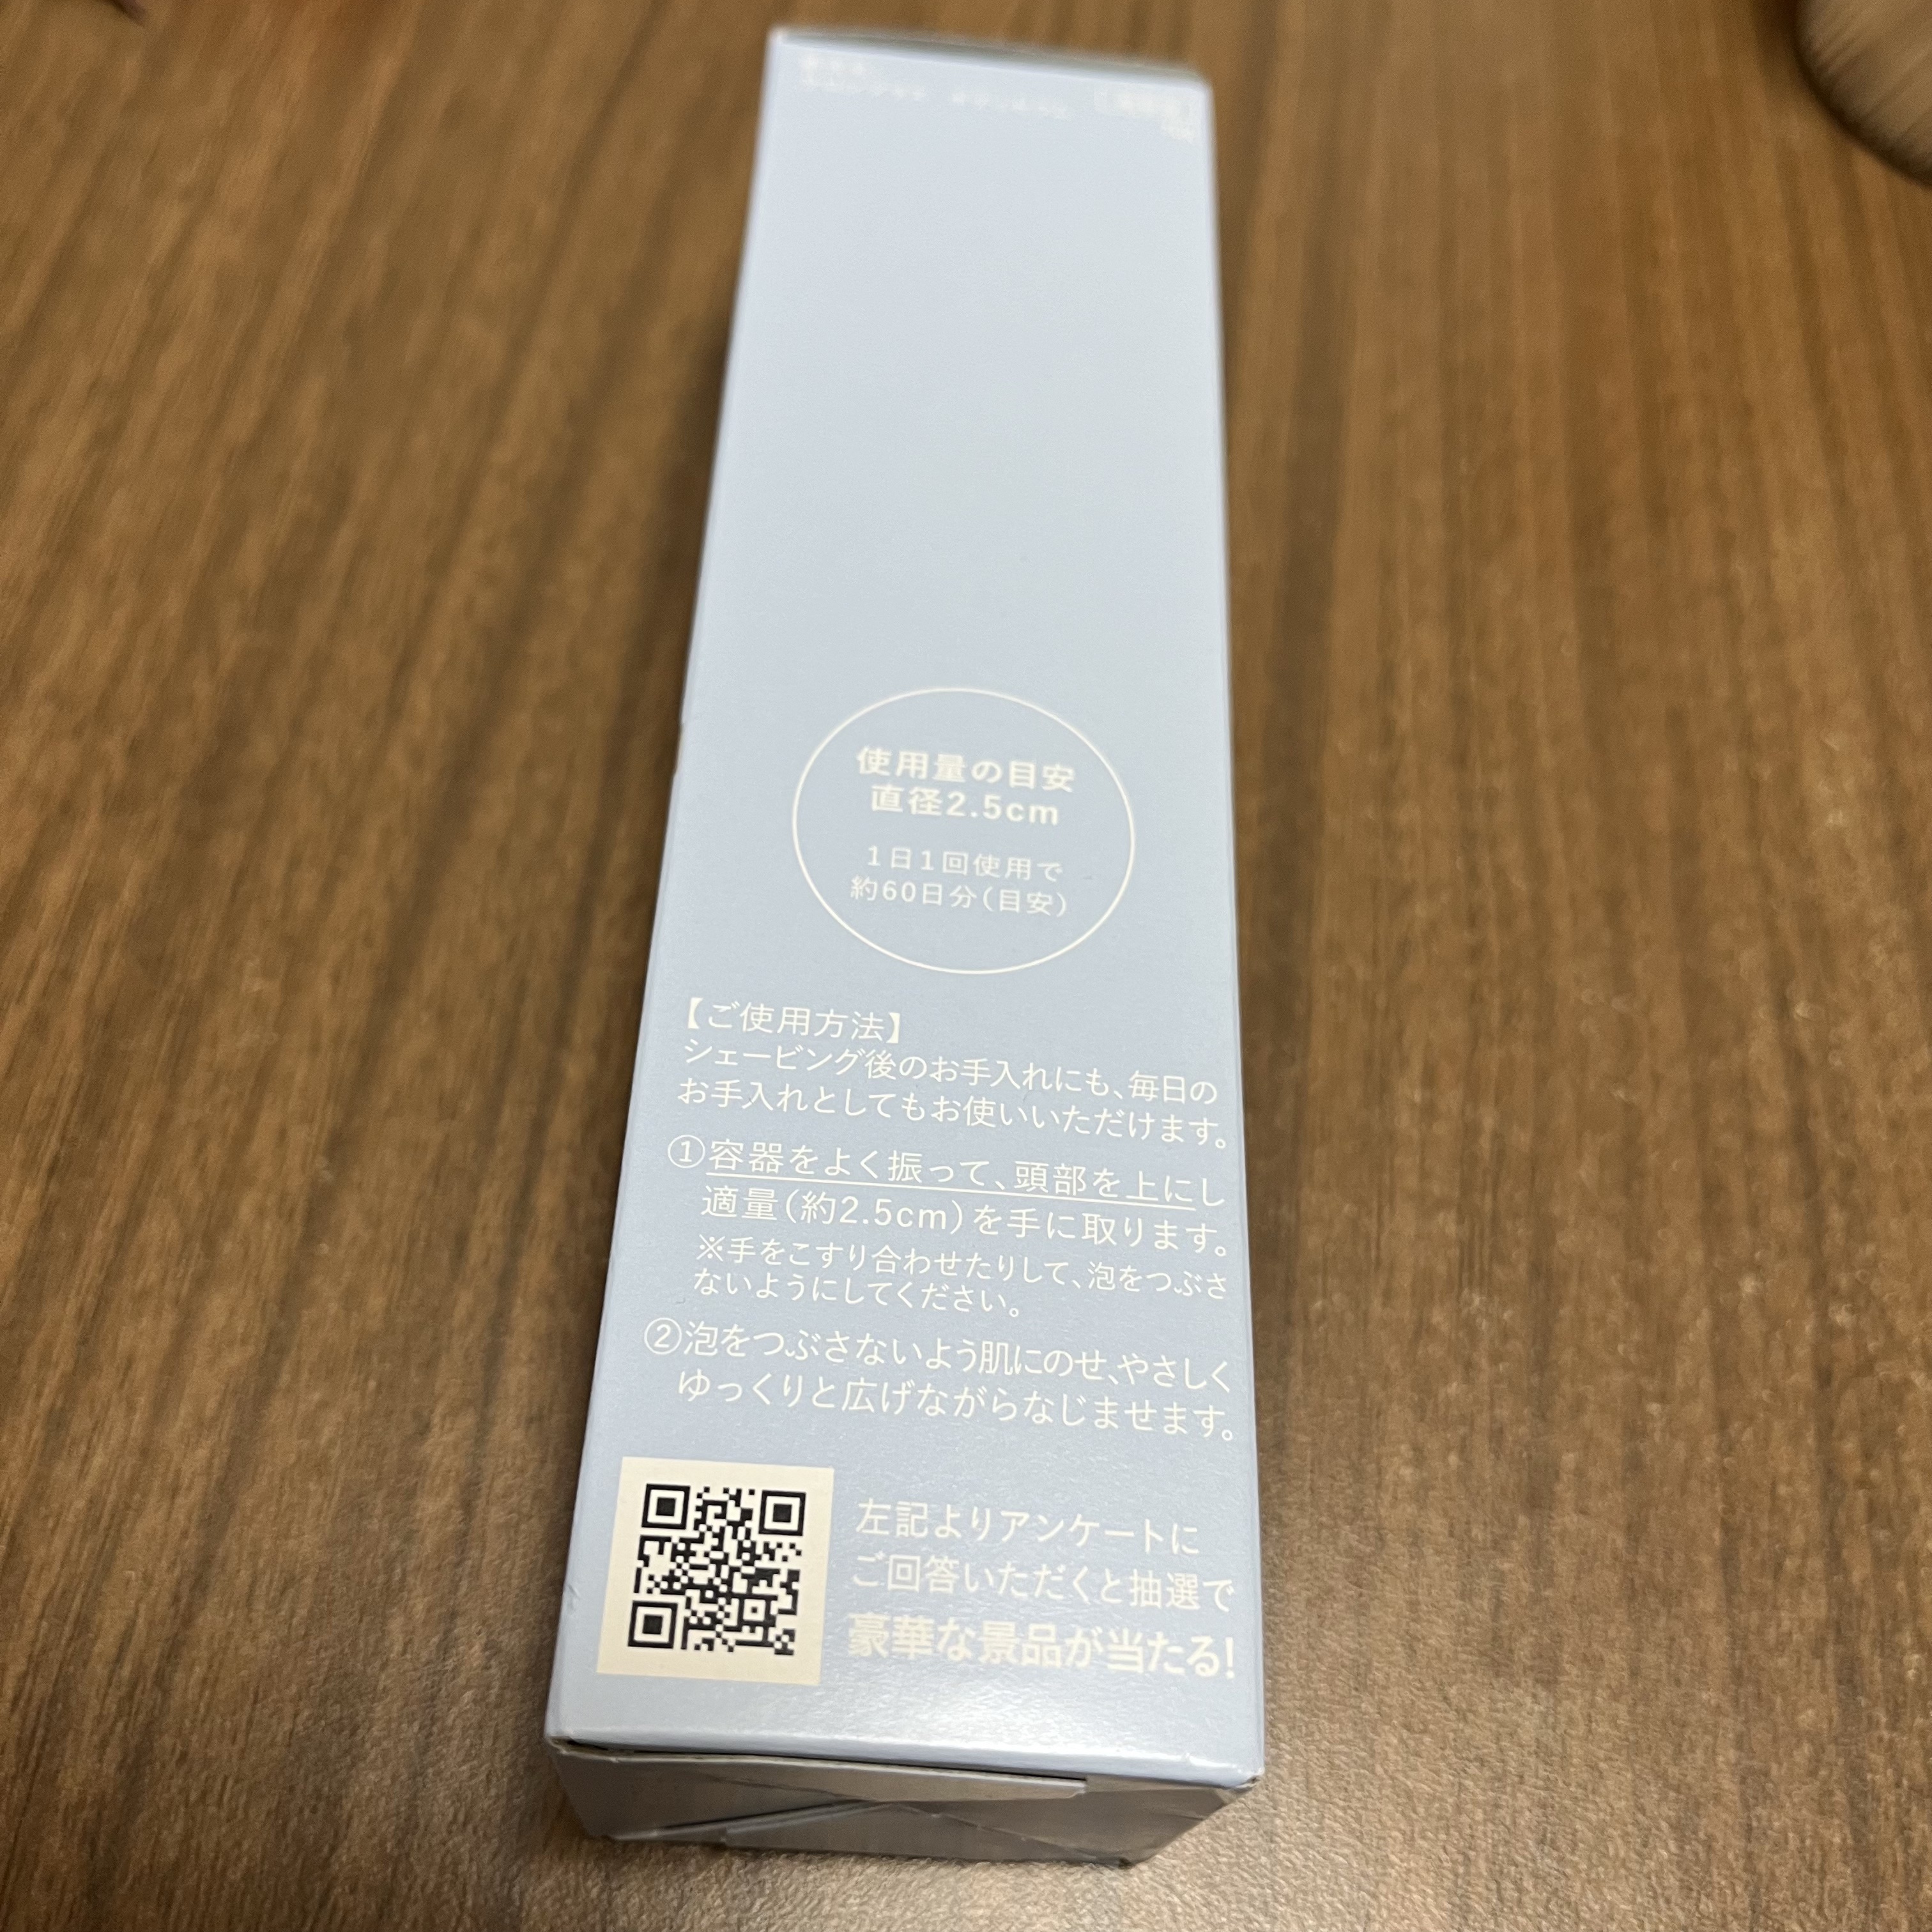 使用量の目安
直径2.5cm
1日1回使用で
約60日分(目安)
【ご使用方法】
シェービング後のお手入れにも、毎日の
お手入れとしてもお使いいただけます。
①容器をよく振って、頭部を上にし
適量(約2.5cm)を手に取ります。
※手をこすり合わせたりして、泡をつぶさ
ないようにしてください。
②泡をつぶさないよう肌にのせ、やさしく
ゆっくりと広げながらなじませます。
左記よりアンケートに
ご回答いただくと抽選で
豪華な景品が当たる!